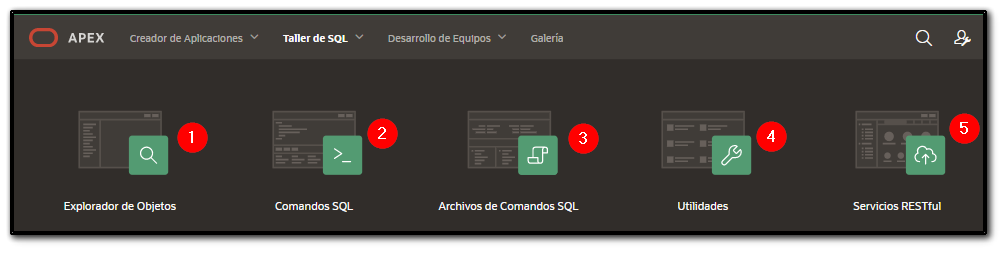 APEX Creador de Aplicaciones Taller de SQL Desarrollo de Equipos Galería
1 2 3 4 5
>_
Explorador de Objetos Comandos SQL Archivos de Comandos SQL Utilidades Servicios RESTful